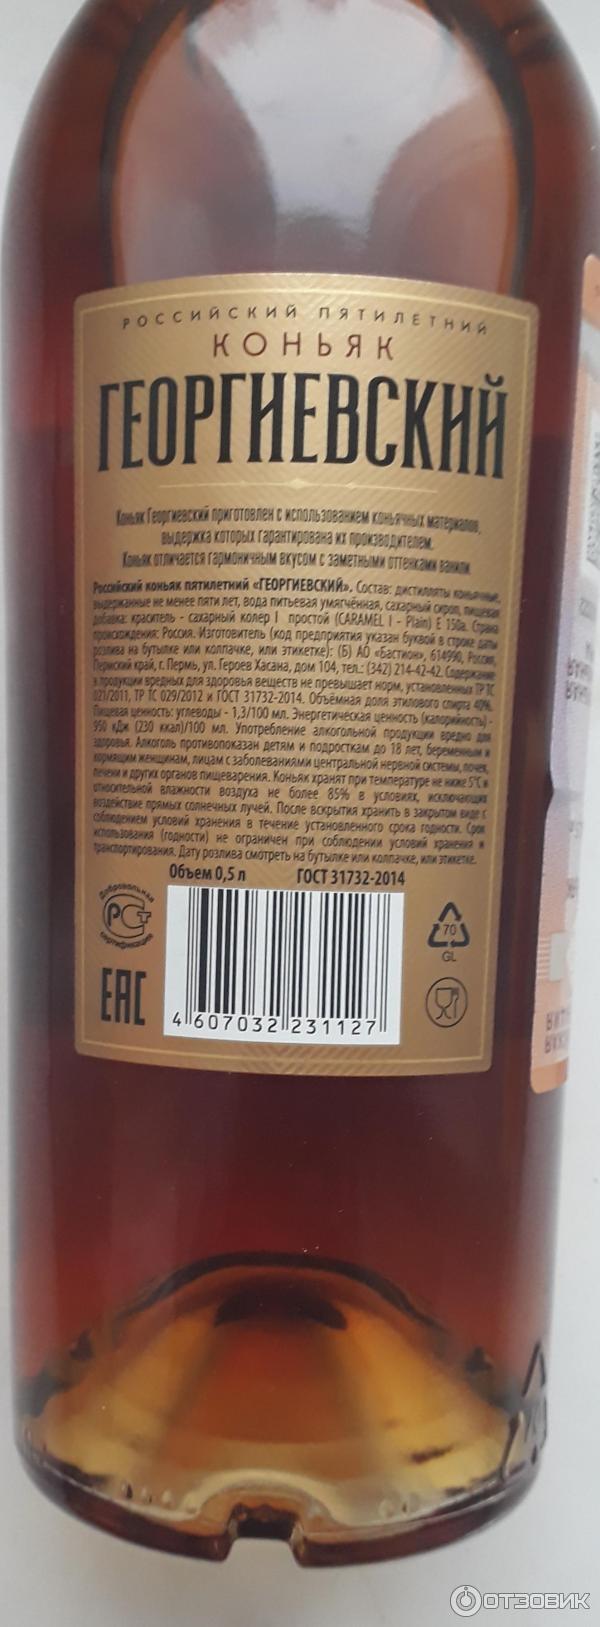 РОССИЙСКИЙ ПЯТИЛЕТНИЙ
КОНЬЯК
ГЕОРГИЕВСКИЙ
Коньяк Георгиевский приготовлен с использованием коньячных материалов,
выдержка которых гарантирована их производителем.
Коньяк отличается гармоничным вкусом с заметными оттенками ванили.
Российский коньяк пятилетний «ГЕОРГИЕВСКИЙ». Состав: дистилляты коньячные,
выдержанные не менее пяти лет, вода питьевая умягчённая, сахарный сироп, пищевая
добавка: краситель - сахарный колер I простой (CARAMEL I - Plain) E 150a. Страна
происхождения: Россия. Изготовитель (код предприятия указан буквой в строке даты
розлива на бутылке или колпачке, или этикетке): (Б) АО «Бастион», 614990, Россия,
Пермский край, г. Пермь, ул. Героев Хасана, дом 104, тел.: (342) 214-42-42. Содержание
в продукции вредных для здоровья веществ не превышает норм, установленных ТР ТС
021/2011, ТР ТС 029/2012 и ГОСТ 31732-2014. Объёмная доля этилового спирта 40%.
Пищевая ценность: углеводы - 1,3/100 мл. Энергетическая ценность (калорийность) -
950 кДж (230 ккал)/100 мл. Употребление алкогольной продукции вредно для
здоровья. Алкоголь противопоказан детям и подросткам до 18 лет, беременным и
кормящим женщинам, лицам с заболеваниями центральной нервной системы, почек,
печени и других органов пищеварения. Коньяк хранят при температуре не ниже 5°С и
относительной влажности воздуха не более 85% в условиях, исключающих
воздействие прямых солнечных лучей. После вскрытия хранить в закрытом виде с
соблюдением условий хранения в течение установленного срока годности. Срок
использования (годности) не ограничен при соблюдении условий хранения и
транспортирования. Дату розлива смотреть на бутылке или колпачке, или этикетке.
Объем 0,5 л ГОСТ 31732-2014
Добровольная
РСТ
сертификация
70
GL
EAC
4 607032 231127
ОТЗОВИК